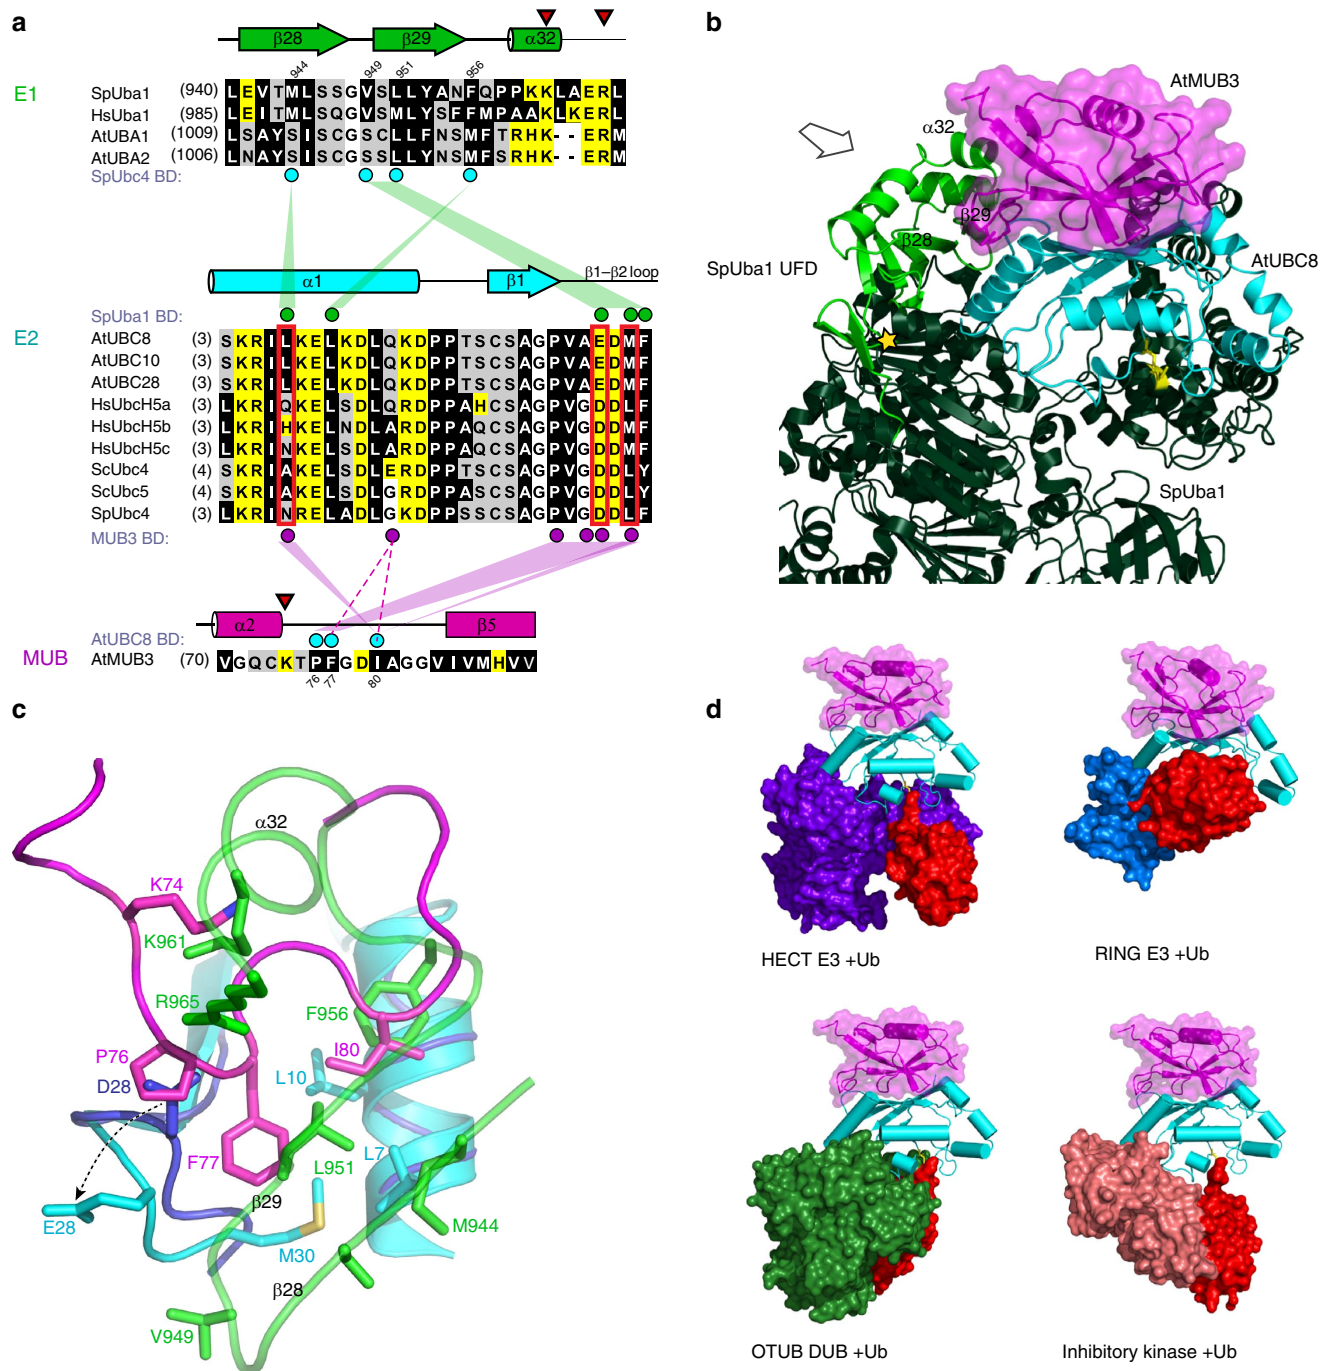 a
β28 β29 α32
944 949 951 956
E1
SpUba1 (940) LEVTMLSSGVSLLYANFQPPKKLAERL
HsUba1 (985) LEITMLSQGVSMLYSFFMPAAKLKERL
AtUBA1 (1009) LSAYSISCGSCLLFNSMFTRHK--ERM
AtUBA2 (1006) LNAYSISCGSSLLYNSMFSRHK--ERM
SpUbc4 BD:
α1 β1 β1–β2 loop
SpUba1 BD:
E2
AtUBC8 (3) SKRILKELKDLQKDPPTSCSAGPVAEDMF
AtUBC10 (3) SKRILKELKDLQKDPPTSCSAGPVAEDMF
AtUBC28 (3) SKRILKELKDLQKDPPTSCSAGPVAEDMF
HsUbcH5a (3) LKRIQKELSDLQRDPPAHCSAGPVGDDLF
HsUbcH5b (3) LKRIHKELNDLARDPPAQCSAGPVGDDMF
HsUbcH5c (3) LKRINKELSDLARDPPAQCSAGPVGDDMF
ScUbc4 (4) SKRIAKELSDLERDPPTSCSAGPVGDDLY
ScUbc5 (4) SKRIAKELSDLGRDPPASCSAGPVGDDLY
SpUbc4 (3) LKRINRELADLGKDPPSSCSAGPVGDDLF
MUB3 BD:
α2 β5
AtUBC8 BD:
MUB
AtMUB3 (70) VGQCKTPFGDIAGGVIVMHVV
76 77 80
b
AtMUB3
α32
β29
β28
SpUba1 UFD
AtUBC8
SpUba1
c
α32
K74
K961
R965
F956
P76
I80
D28
L10
F77
L951
L7
β29
E28
M944
M30
β28
V949
d
HECT E3 +Ub
RING E3 +Ub
OTUB DUB +Ub
Inhibitory kinase +Ub